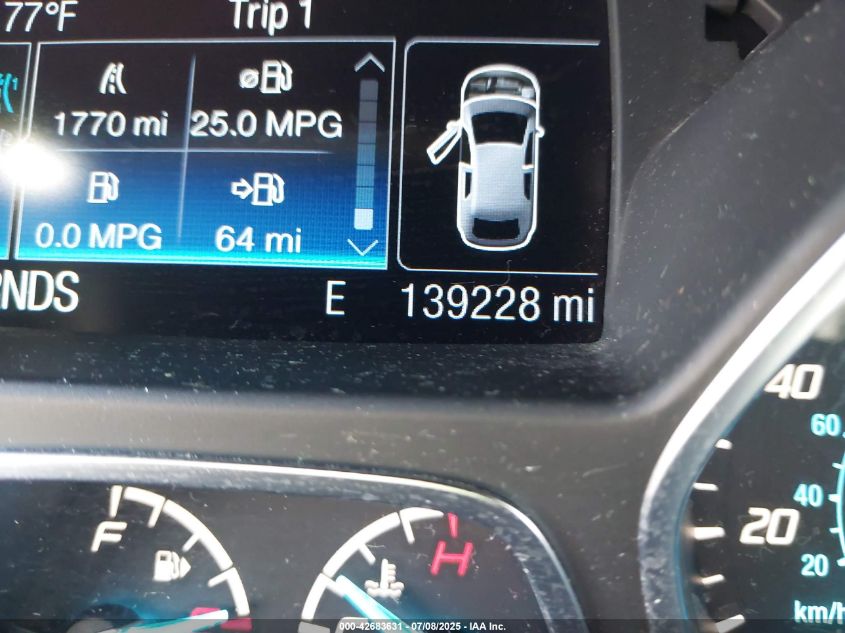 77°F Trip 1
1770 mi 25.0 MPG
0.0 MPG 64 mi
RNDS E 139228 mi
40
60
F H 40 20
20
km/h
000-42683631 - 07/08/2025 - IAA Inc.